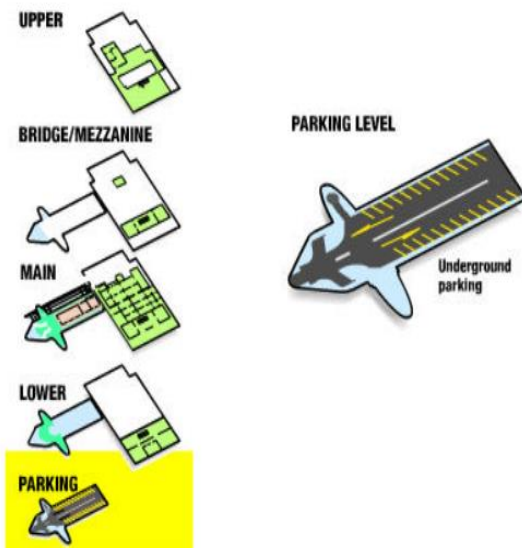 UPPER
BRIDGE/MEZZANINE
MAIN
LOWER
PARKING
PARKING LEVEL
Underground
parking